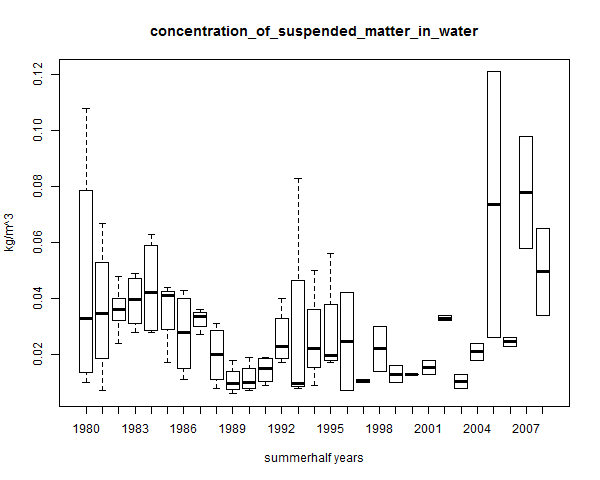 concentration_of_suspended_matter_in_water
kg/m^3
0.12
0.10
0.08
0.06
0.04
0.02
1980 1983 1986 1989 1992 1995 1998 2001 2004 2007
summerhalf years